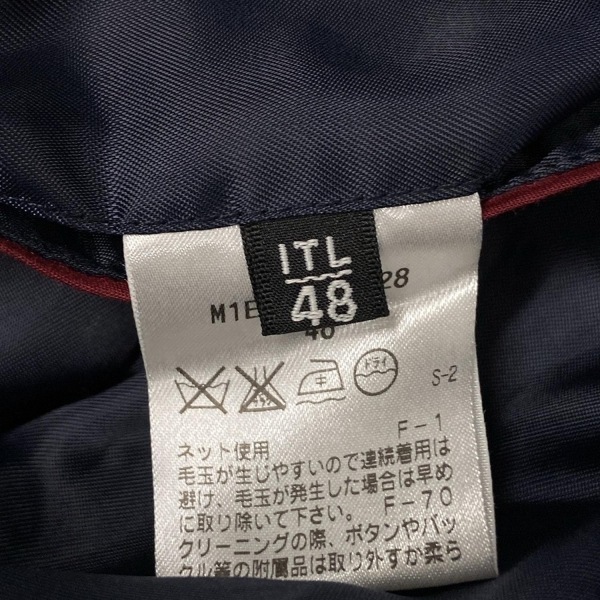 ITL
48
M1E 28
中
ドライ
S-2
F-1
ネット使用
毛玉が生じやすいので連続着用は
避け、毛玉が発生した場合は早め
に取り除いて下さい。 F-70
クリーニングの際、ボタンやバッ
クル等の附属品は取り外すか柔ら